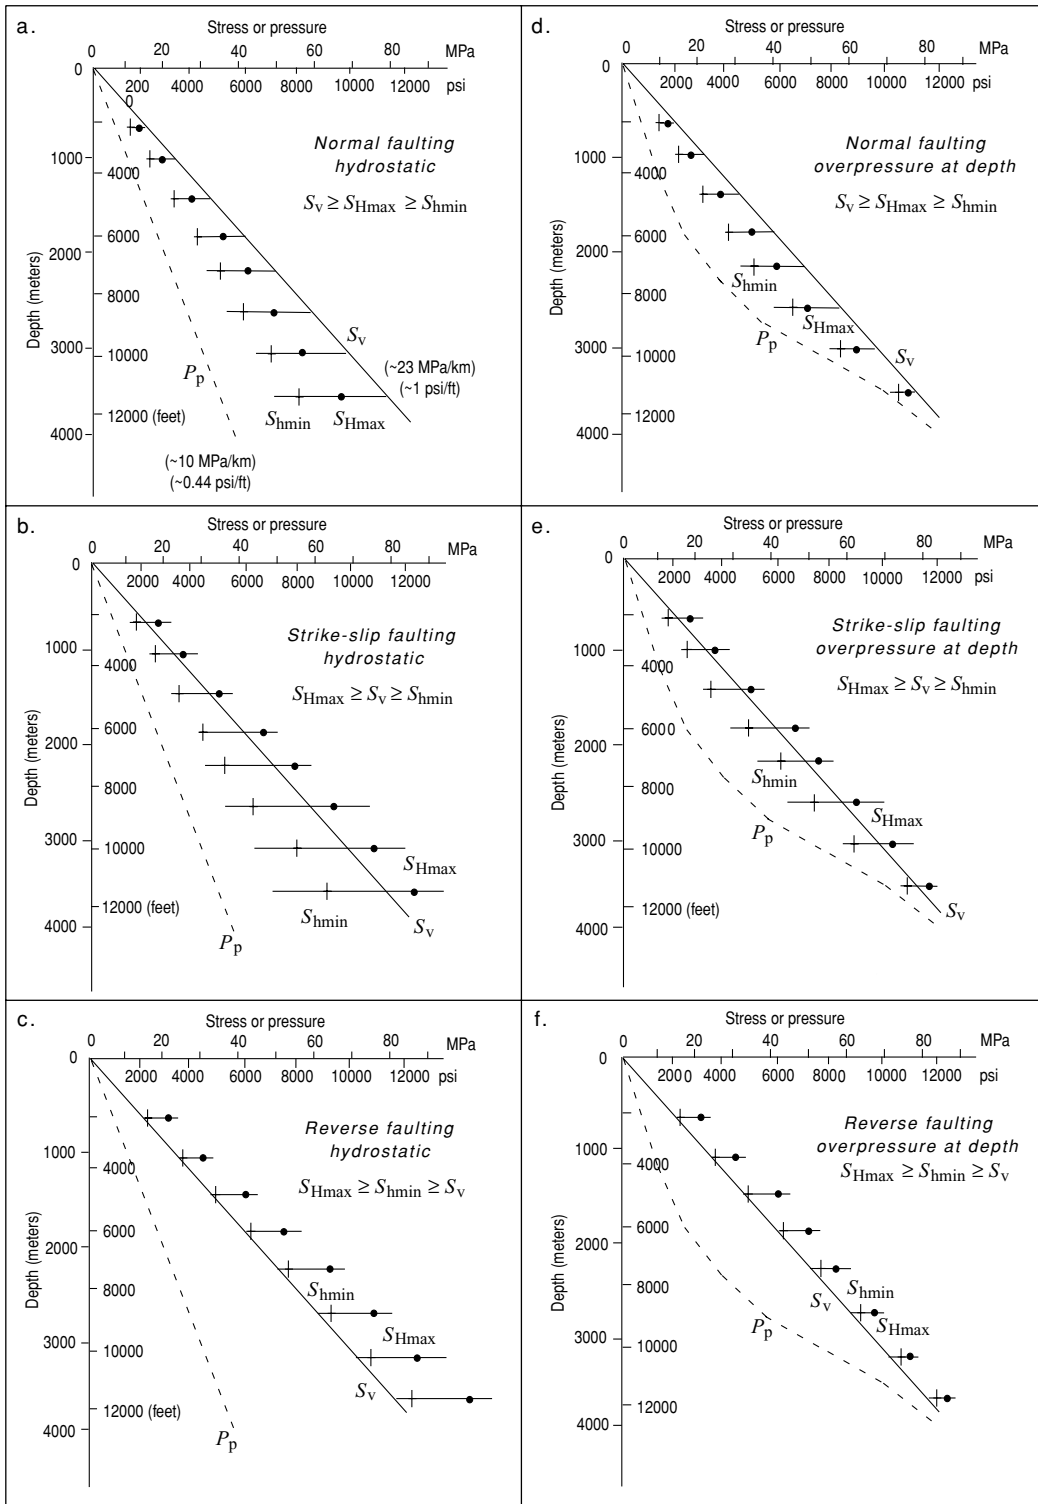 a.
Stress or pressure
0 20 40 60 80 MPa
0
2000 4000 6000 8000 10000 12000 psi
0
Normal faulting
hydrostatic
1000
4000
Sv ≥ SHmax ≥ Shmin
6000
2000
8000
Depth (meters)
Sv
3000
10000
(~23 MPa/km)
(~1 psi/ft)
Pp
Shmin SHmax
12000 (feet)
4000
(~10 MPa/km)
(~0.44 psi/ft)
d.
Stress or pressure
0 20 40 60 80 MPa
0
2000 4000 6000 8000 10000 12000 psi
Normal faulting
overpressure at depth
1000
4000
Sv ≥ SHmax ≥ Shmin
6000
2000
Shmin
8000
Depth (meters)
SHmax
Pp
Sv
3000
10000
12000
4000
b.
Stress or pressure
0 20 40 60 80 MPa
0
2000 4000 6000 8000 10000 12000 psi
Strike-slip faulting
hydrostatic
1000
4000
SHmax ≥ Sv ≥ Shmin
6000
2000
8000
Depth (meters)
3000
10000
SHmax
12000 (feet)
Shmin
Sv
4000
Pp
e.
Stress or pressure
0 20 40 60 80 MPa
0
2000 4000 6000 8000 10000 12000 psi
Strike-slip faulting
overpressure at depth
1000
4000
SHmax ≥ Sv ≥ Shmin
6000
2000
Shmin
8000
Depth (meters)
SHmax
Pp
3000
10000
12000 (feet)
Sv
4000
c.
Stress or pressure
0 20 40 60 80 MPa
0
2000 4000 6000 8000 10000 12000 psi
Reverse faulting
hydrostatic
1000
4000
SHmax ≥ Shmin ≥ Sv
6000
2000
8000
Shmin
Depth (meters)
SHmax
3000
10000
Sv
12000 (feet)
4000
Pp
f.
Stress or pressure
0 20 40 60 80 MPa
0
200 0 4000 6000 8000 10000 12000 psi
Reverse faulting
overpressure at depth
1000
4000
SHmax ≥ Shmin ≥ Sv
6000
2000
8000
Shmin
Sv
Depth (meters)
SHmax
Pp
3000
10000
12000
4000